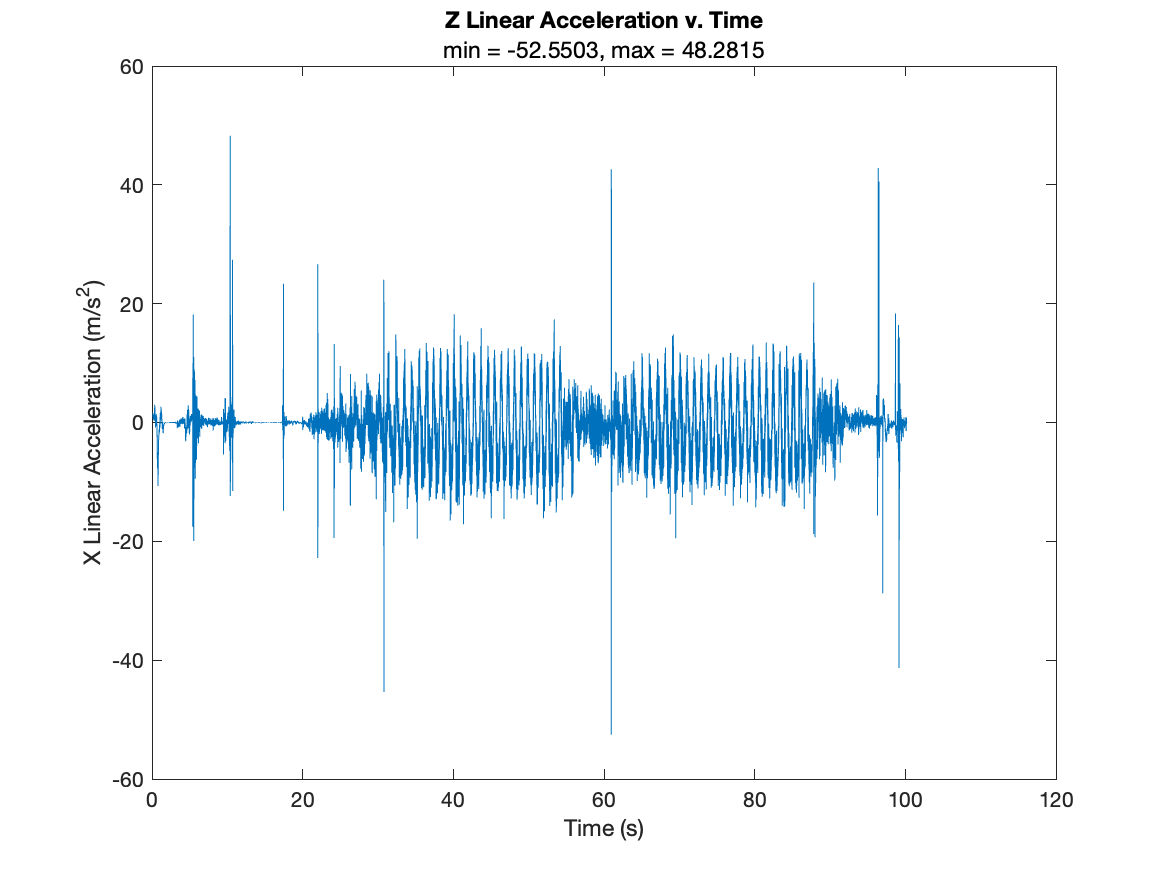 Z Linear Acceleration v. Time
min = -52.5503, max = 48.2815
60
40
20
0
-20
-40
-60
X Linear Acceleration (m/s²)
0 20 40 60 80 100 120
Time (s)